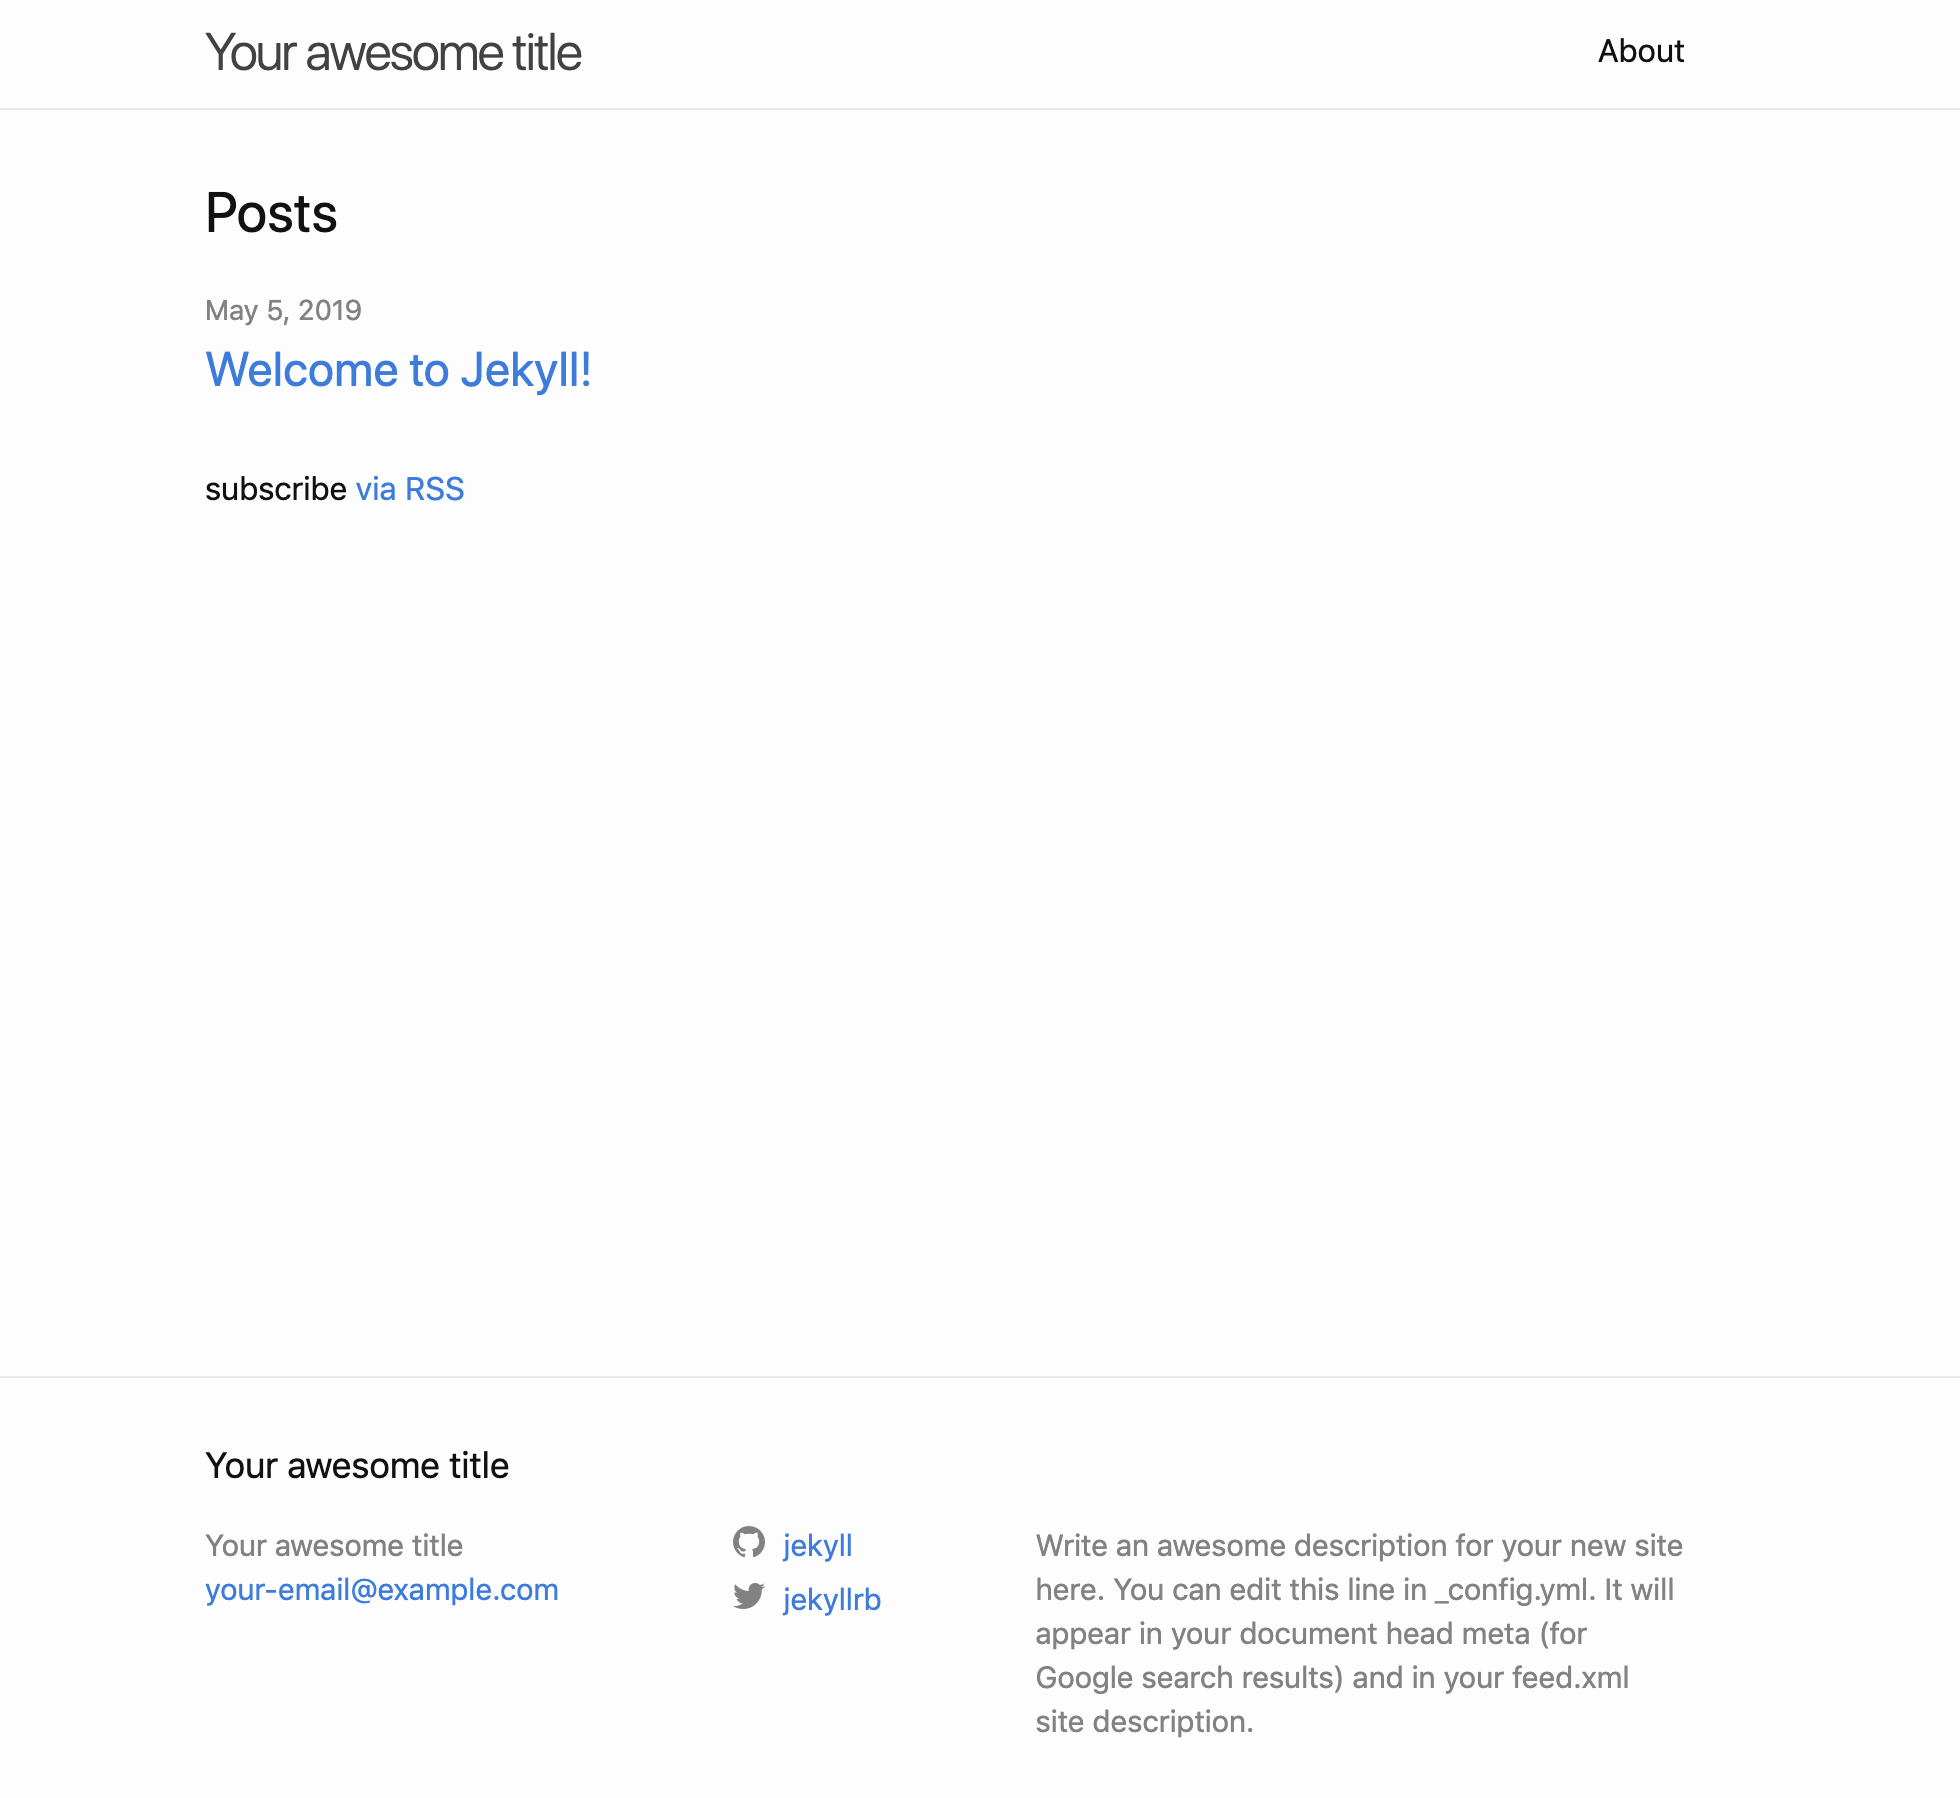 Your awesome title
About
Posts
May 5, 2019
Welcome to Jekyll!
subscribe via RSS
Your awesome title
Your awesome title
your-email@example.com
jekyll
jekyllrb
Write an awesome description for your new site
here. You can edit this line in _config.yml. It will
appear in your document head meta (for
Google search results) and in your feed.xml
site description.